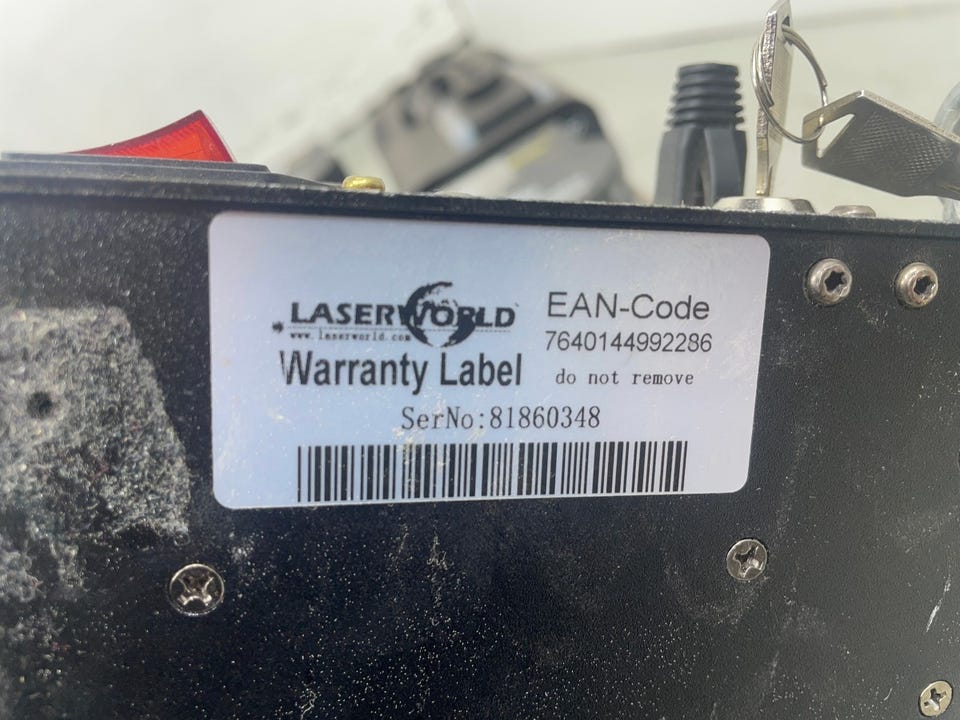 LASERWORLD
www.laserworld.com
Warranty Label
EAN-Code
7640144992286
do not remove
SerNo:81860348